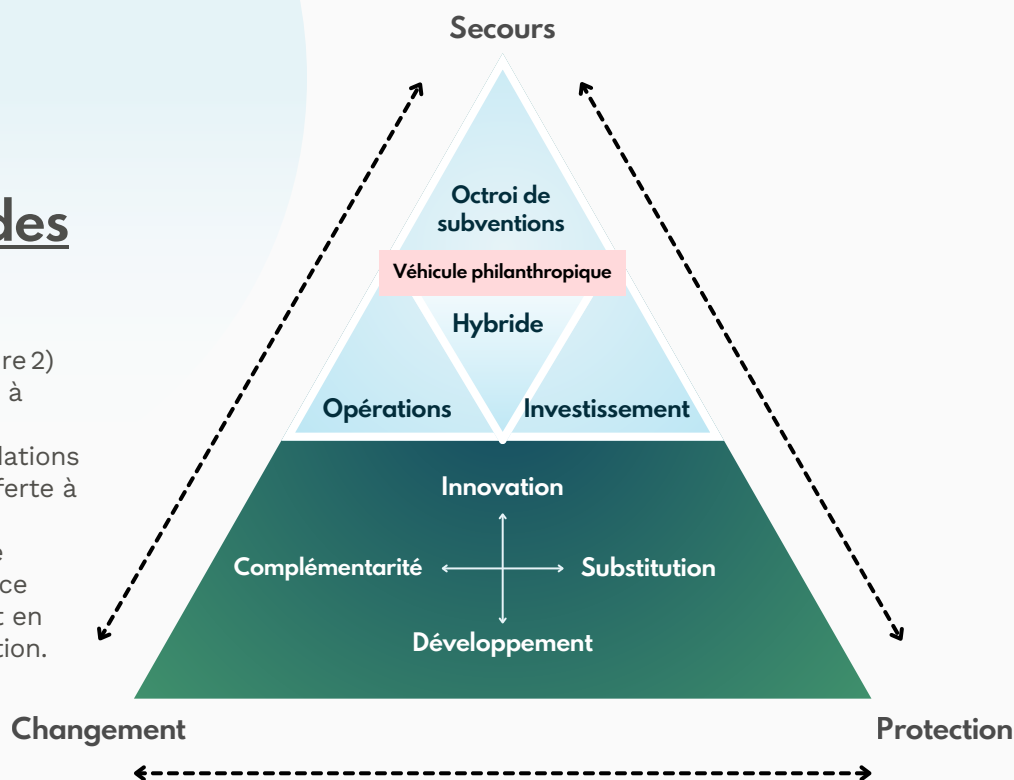 Secours
des
Octroi de
subventions
Véhicule philanthropique
Hybride
Opérations
Investissement
re 2)
à
lations
ferte à
e
ce
t en
tion.
Innovation
Complémentarité
Substitution
Développement
Changement
Protection